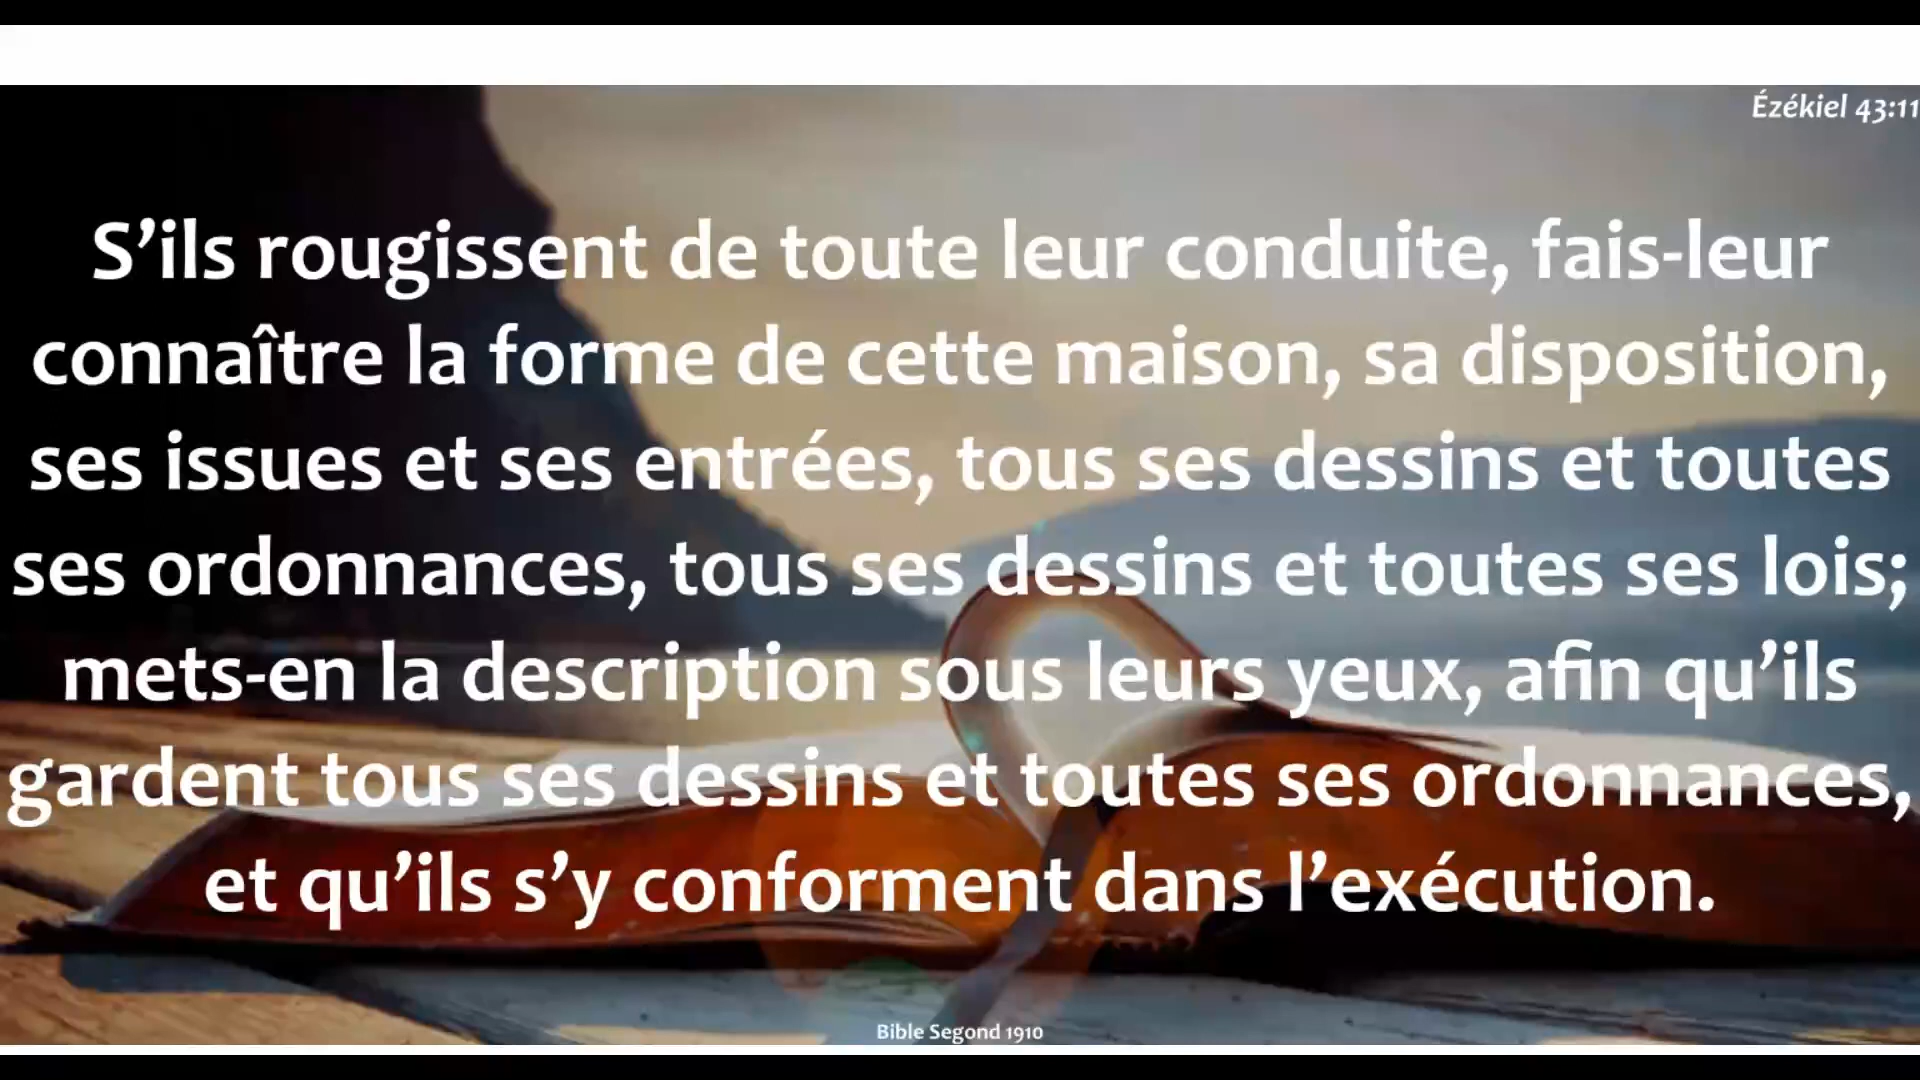 Ézékiel 43:11
S’ils rougissent de toute leur conduite, fais-leur
connaître la forme de cette maison, sa disposition,
ses issues et ses entrées, tous ses dessins et toutes
ses ordonnances, tous ses dessins et toutes ses lois;
mets-en la description sous leurs yeux, afin qu’ils
gardent tous ses dessins et toutes ses ordonnances,
et qu’ils s’y conforment dans l’exécution.
Bible Segond 1910